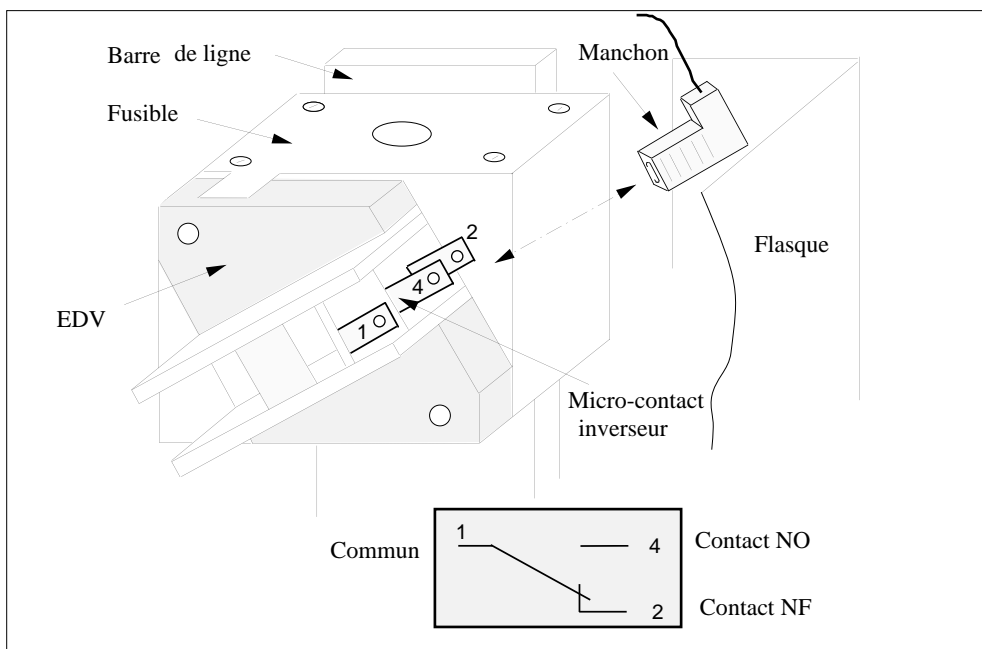 Barre de ligne
Manchon
Fusible
2
Flasque
4
EDV
1
Micro-contact
inverseur
1
Commun
4
Contact NO
2
Contact NF